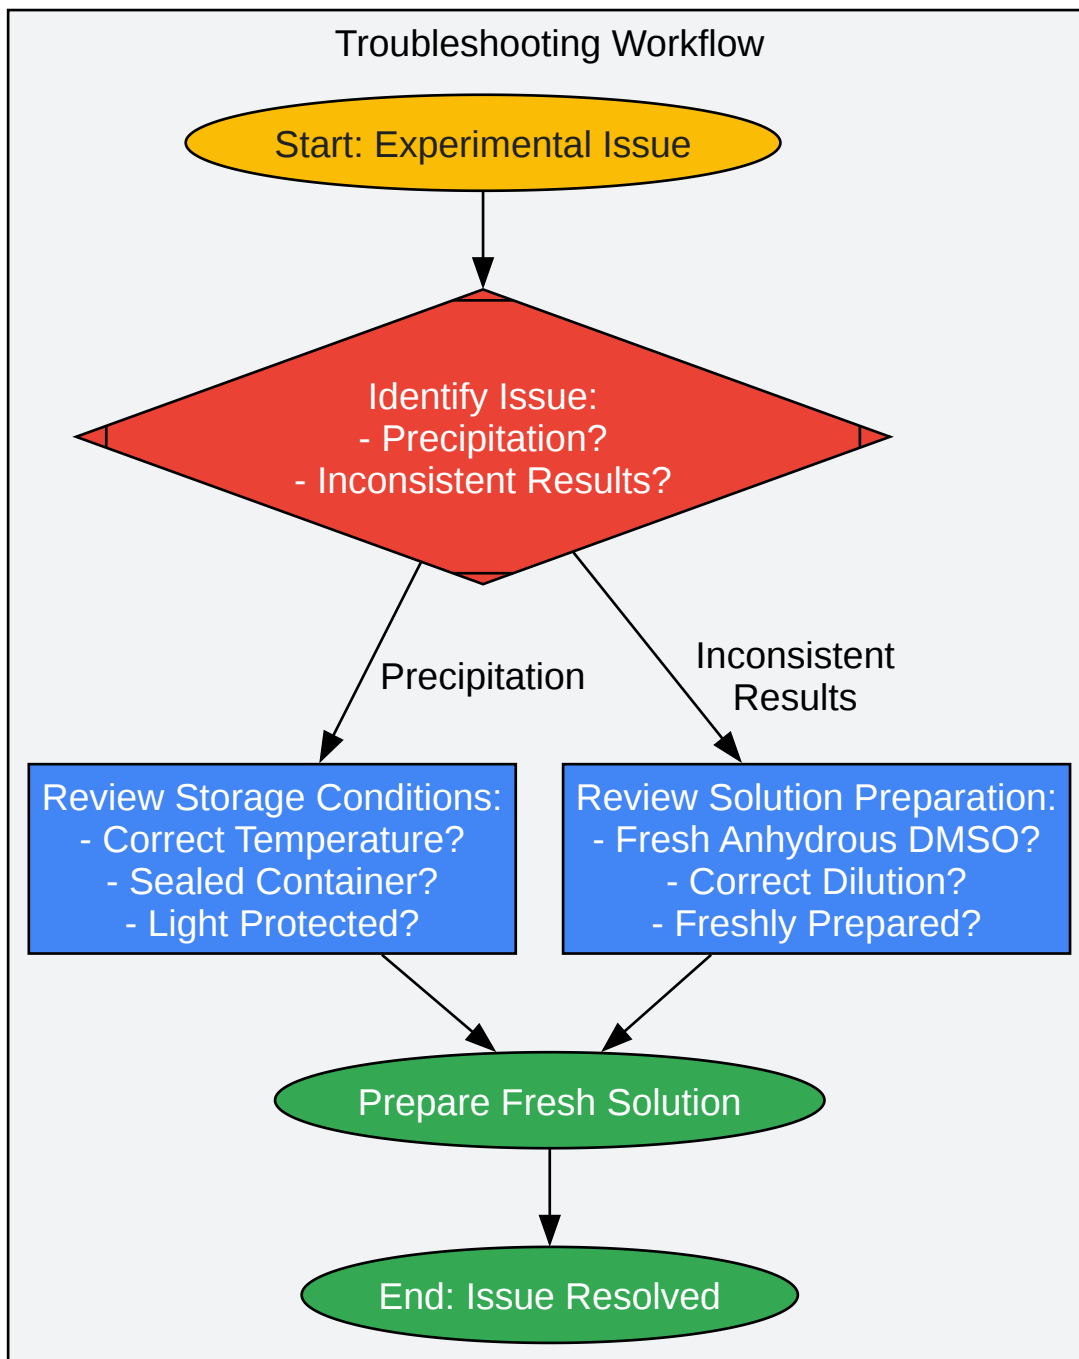 Troubleshooting Workflow
Start: Experimental Issue
Identify Issue:
- Precipitation?
- Inconsistent Results?
Precipitation
Inconsistent
Results
Review Storage Conditions:
- Correct Temperature?
- Sealed Container?
- Light Protected?
Review Solution Preparation:
- Fresh Anhydrous DMSO?
- Correct Dilution?
- Freshly Prepared?
Prepare Fresh Solution
End: Issue Resolved